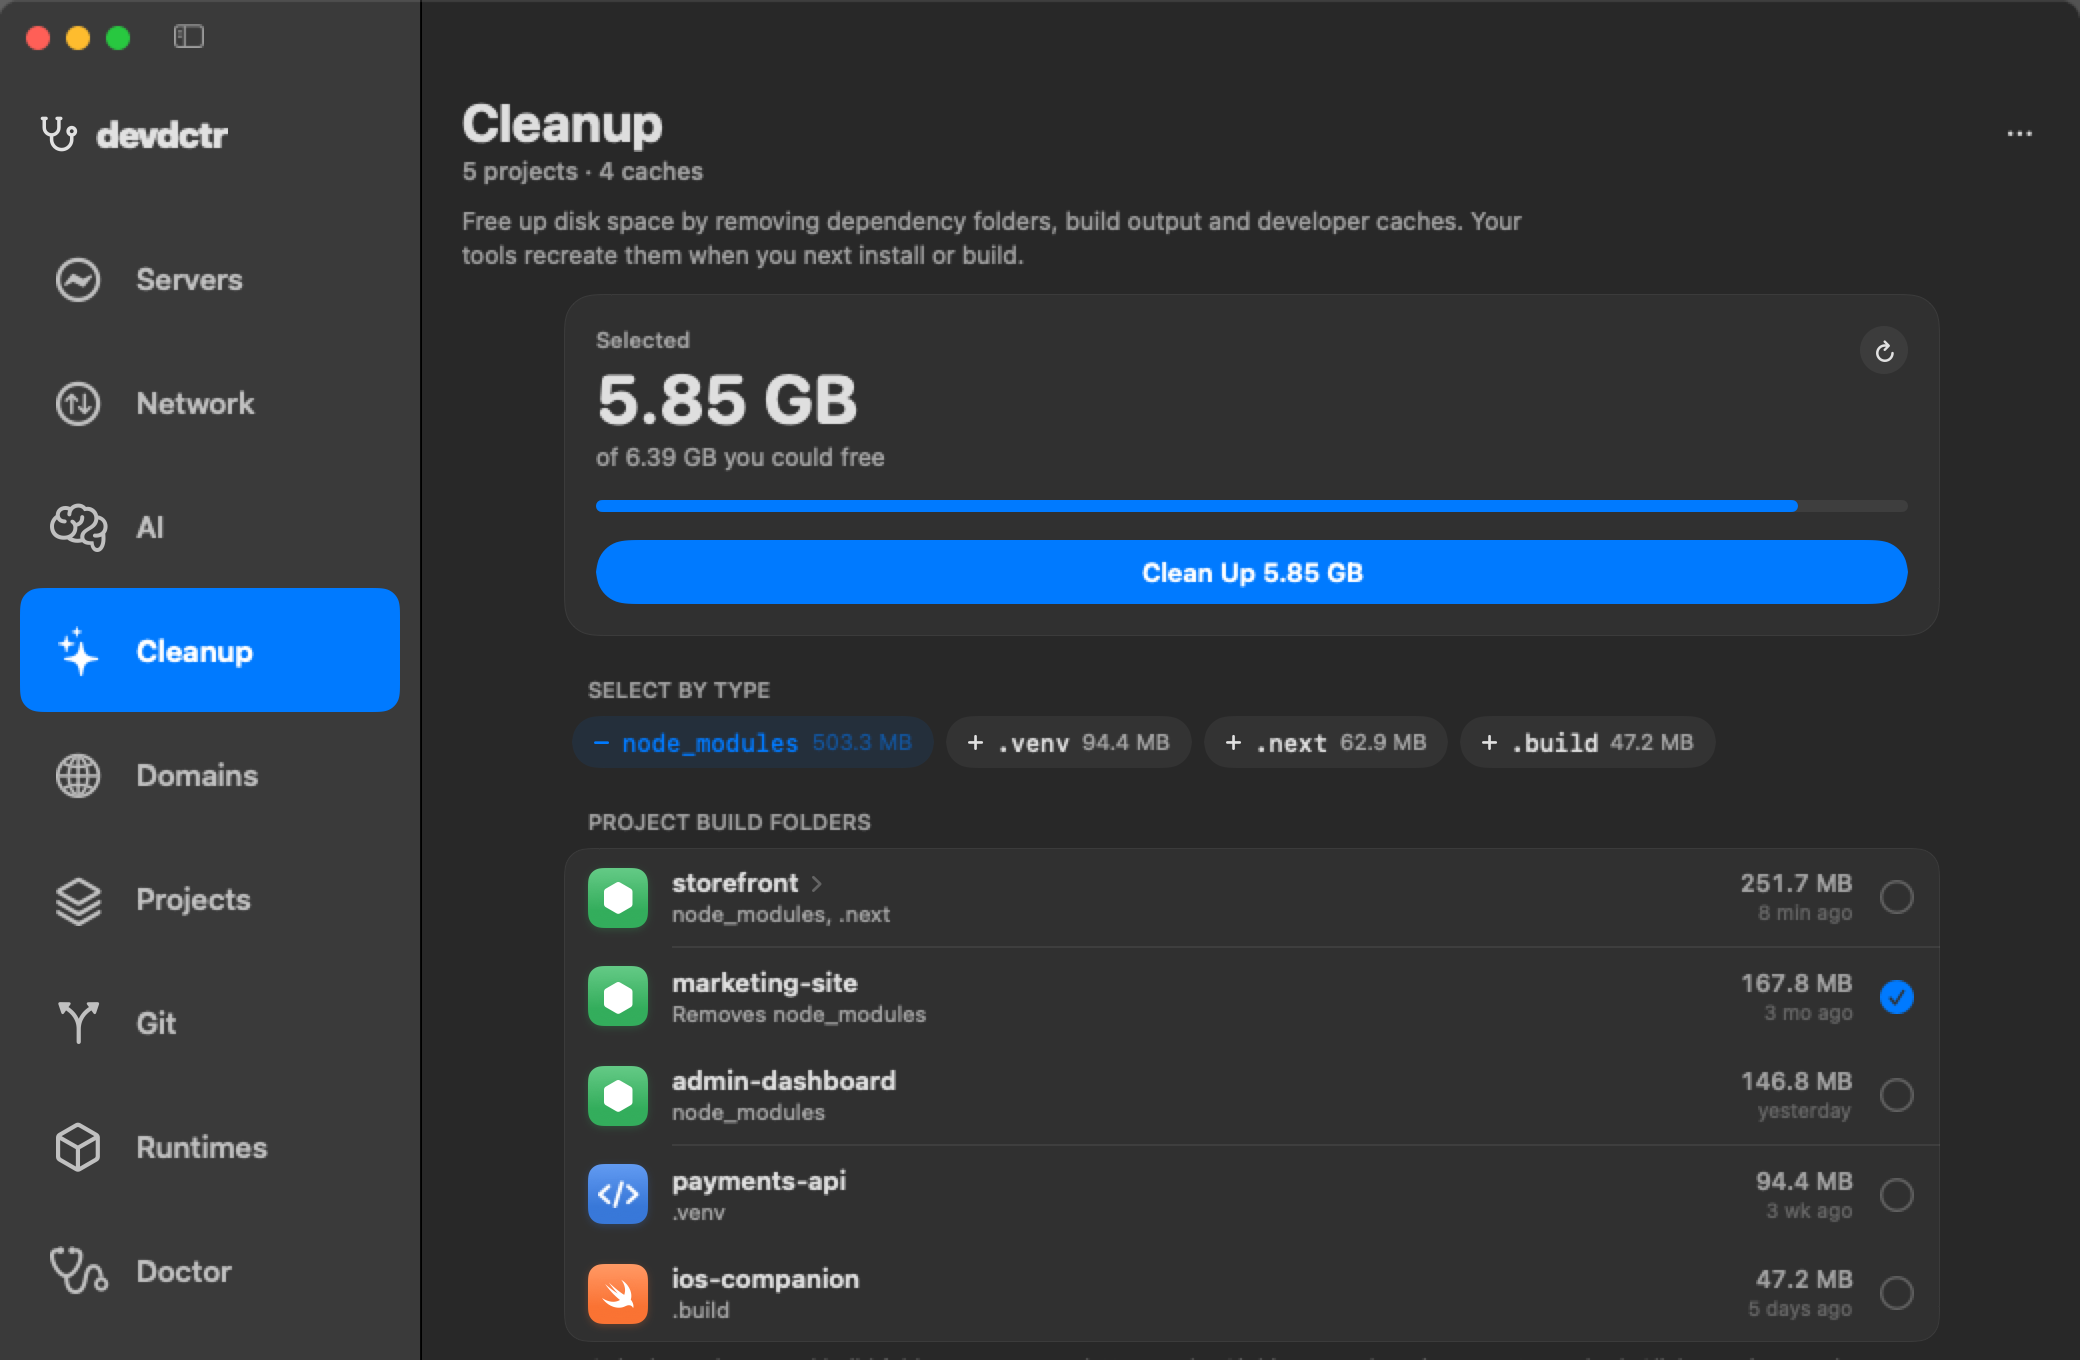 devdctr
Servers
Network
AI
Cleanup
Domains
Projects
Git
Runtimes
Doctor
Cleanup
5 projects · 4 caches
Free up disk space by removing dependency folders, build output and developer caches. Your
tools recreate them when you next install or build.
Selected
5.85 GB
of 6.39 GB you could free
Clean Up 5.85 GB
SELECT BY TYPE
− node_modules 503.3 MB
+ .venv 94.4 MB
+ .next 62.9 MB
+ .build 47.2 MB
PROJECT BUILD FOLDERS
storefront
251.7 MB
node_modules, .next
8 min ago
marketing-site
167.8 MB
Removes node_modules
3 mo ago
admin-dashboard
146.8 MB
node_modules
yesterday
payments-api
94.4 MB
.venv
3 wk ago
ios-companion
47.2 MB
.build
5 days ago